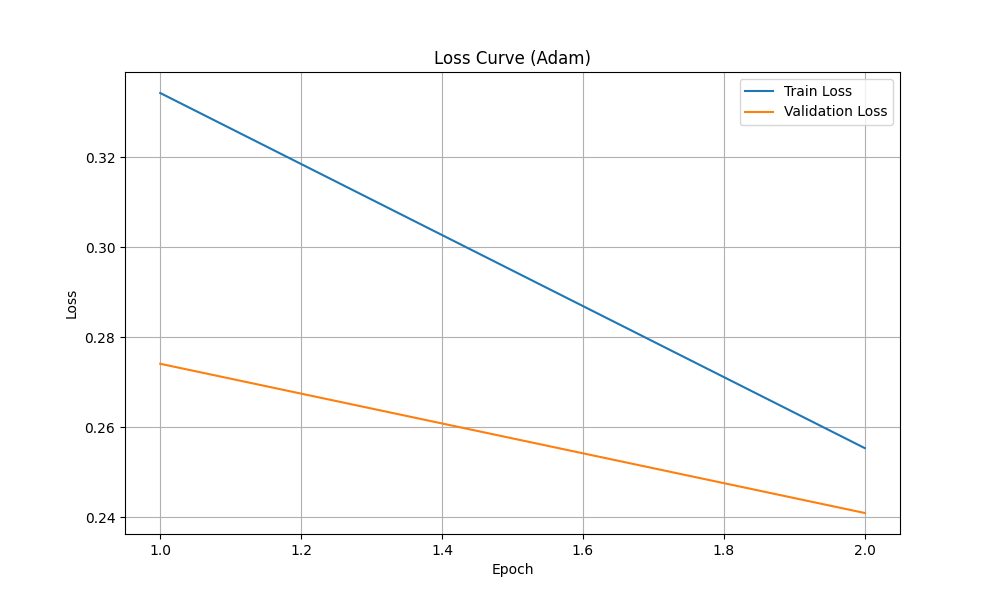 Loss Curve (Adam)
Train Loss
Validation Loss
0.32
0.30
0.28
0.26
0.24
Loss
1.0 1.2 1.4 1.6 1.8 2.0
Epoch